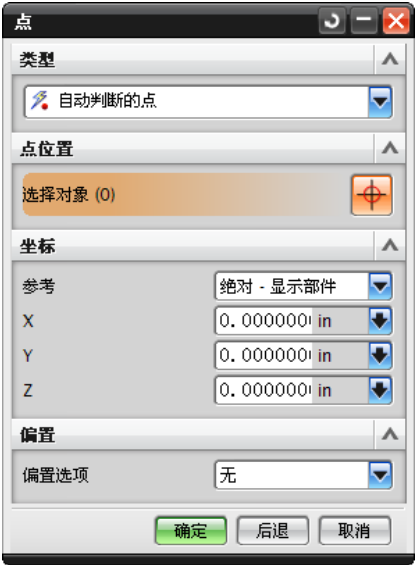 点
类型
自动判断的点
点位置
选择对象 (0)
坐标
参考 绝对 - 显示部件
X 0. 000000 in
Y 0. 000000 in
Z 0. 000000 in
偏置
偏置选项 无
确定 后退 取消